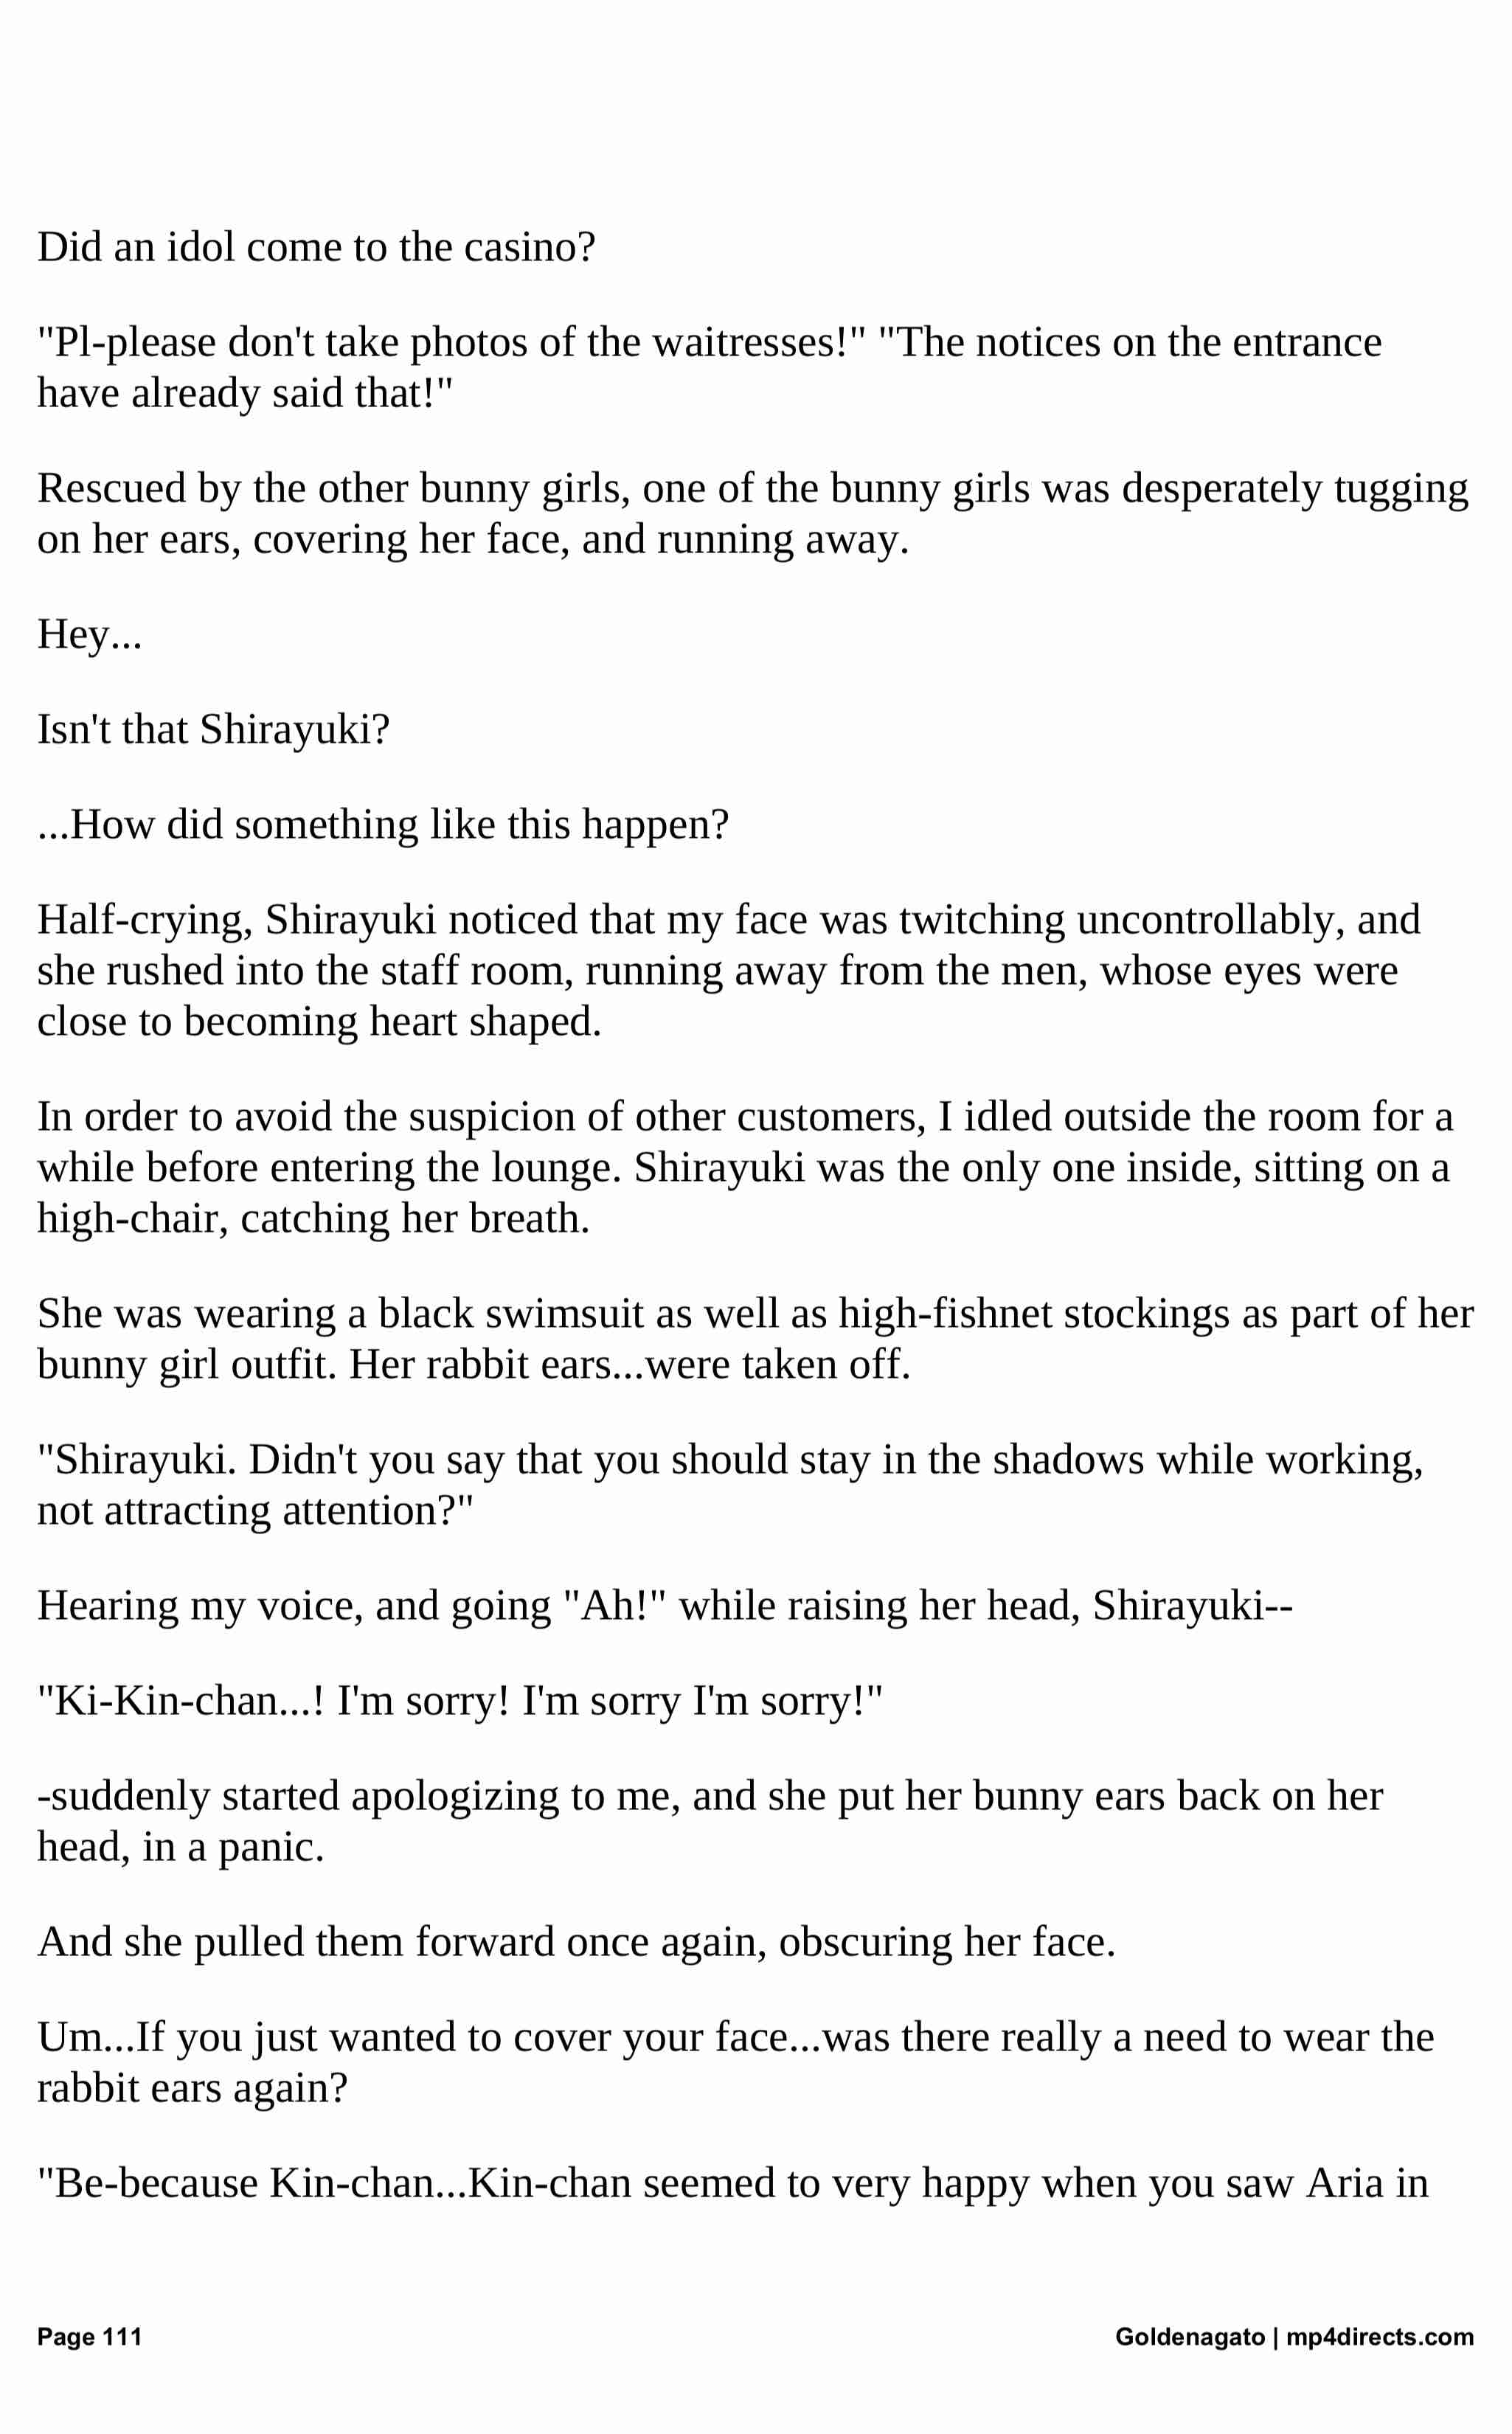 Did an idol come to the casino?
"Pl-please don't take photos of the waitresses!" "The notices on the entrance
have already said that!"
Rescued by the other bunny girls, one of the bunny girls was desperately tugging
on her ears, covering her face, and running away.
Hey...
Isn't that Shirayuki?
...How did something like this happen?
Half-crying, Shirayuki noticed that my face was twitching uncontrollably, and
she rushed into the staff room, running away from the men, whose eyes were
close to becoming heart shaped.
In order to avoid the suspicion of other customers, I idled outside the room for a
while before entering the lounge. Shirayuki was the only one inside, sitting on a
high-chair, catching her breath.
She was wearing a black swimsuit as well as high-fishnet stockings as part of her
bunny girl outfit. Her rabbit ears...were taken off.
"Shirayuki. Didn't you say that you should stay in the shadows while working,
not attracting attention?"
Hearing my voice, and going "Ah!" while raising her head, Shirayuki--
"Ki-Kin-chan...! I'm sorry! I'm sorry I'm sorry!"
-suddenly started apologizing to me, and she put her bunny ears back on her
head, in a panic.
And she pulled them forward once again, obscuring her face.
Um...If you just wanted to cover your face...was there really a need to wear the
rabbit ears again?
"Be-because Kin-chan...Kin-chan seemed to very happy when you saw Aria in
Page 111
Goldenagato | mp4directs.com